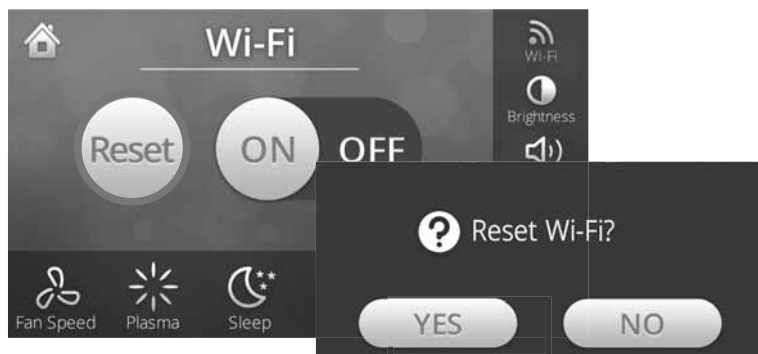 Wi-Fi
Wi-Fi
Brightness
Reset
ON
OFF
Fan Speed
Plasma
Sleep
Reset Wi-Fi?
YES
NO